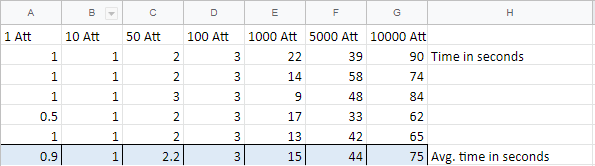 A B C D E F G H
1 Att 10 Att 50 Att 100 Att 1000 Att 5000 Att 10000 Att
1 1 2 3 22 39 90 Time in seconds
1 1 2 3 14 58 74
1 1 3 3 9 48 84
0.5 1 2 3 17 33 62
1 1 2 3 13 42 65
0.9 1 2.2 3 15 44 75 Avg. time in seconds